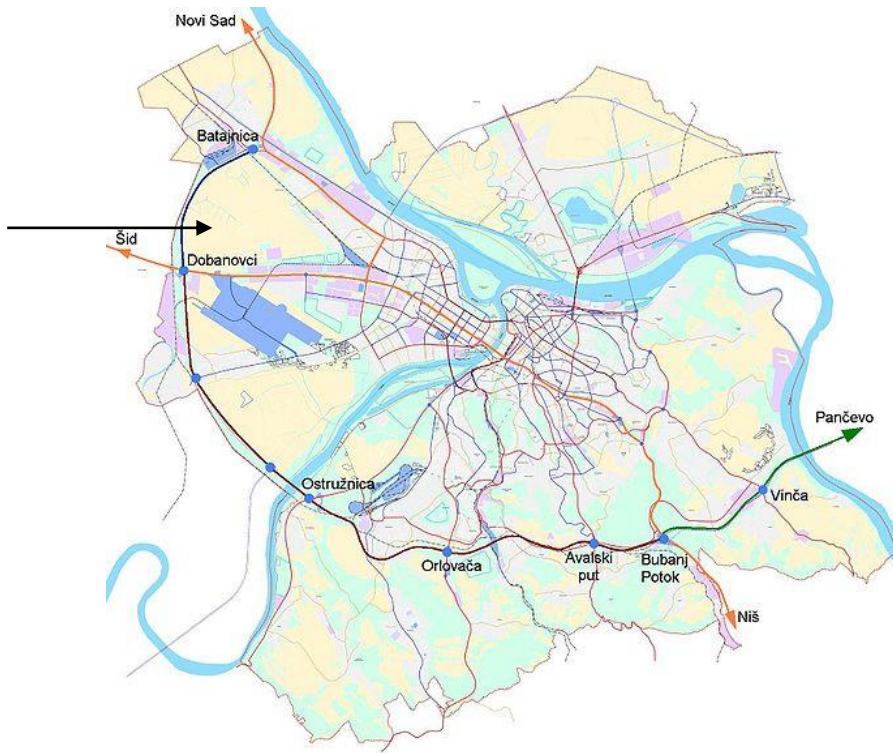 Novi Sad
Batajnica
Šid
Dobanovci
Pančevo
Ostružnica
Vinča
Orlovača
Avalski
put
Bubanj
Potok
Niš